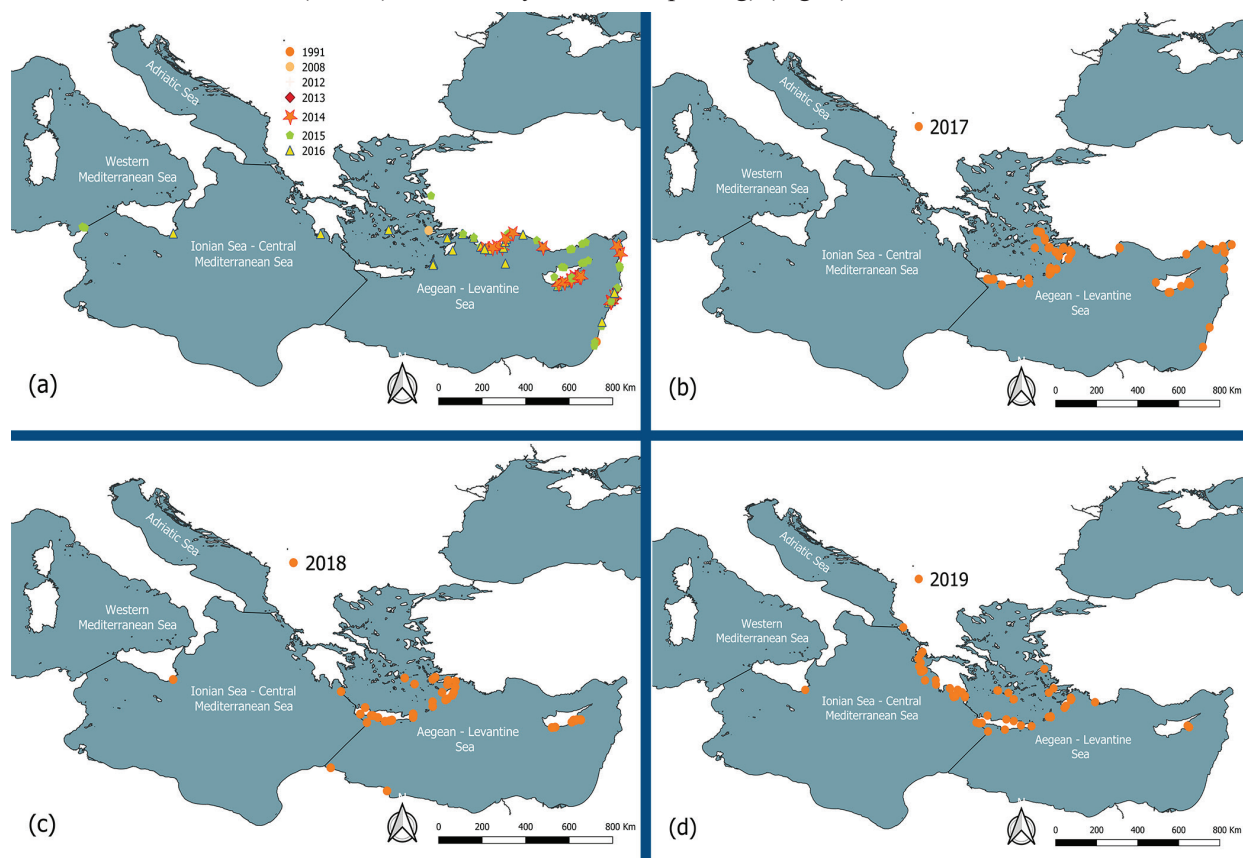 1991
2008
2012
2013
2014
2015
2016
Adriatic Sea
Western
Mediterranean Sea
Ionian Sea - Central
Mediterranean Sea
Aegean - Levantine
Sea
N
0 200 400 600 800 Km
(a)
2017
Adriatic Sea
Western
Mediterranean Sea
Ionian Sea - Central
Mediterranean Sea
Aegean - Levantine
Sea
N
0 200 400 600 800 Km
(b)
2018
Adriatic Sea
Western
Mediterranean Sea
Ionian Sea - Central
Mediterranean Sea
Aegean - Levantine
Sea
N
0 200 400 600 800 Km
(c)
2019
Adriatic Sea
Western
Mediterranean Sea
Ionian Sea - Central
Mediterranean Sea
Aegean - Levantine
Sea
N
0 200 400 600 800 Km
(d)